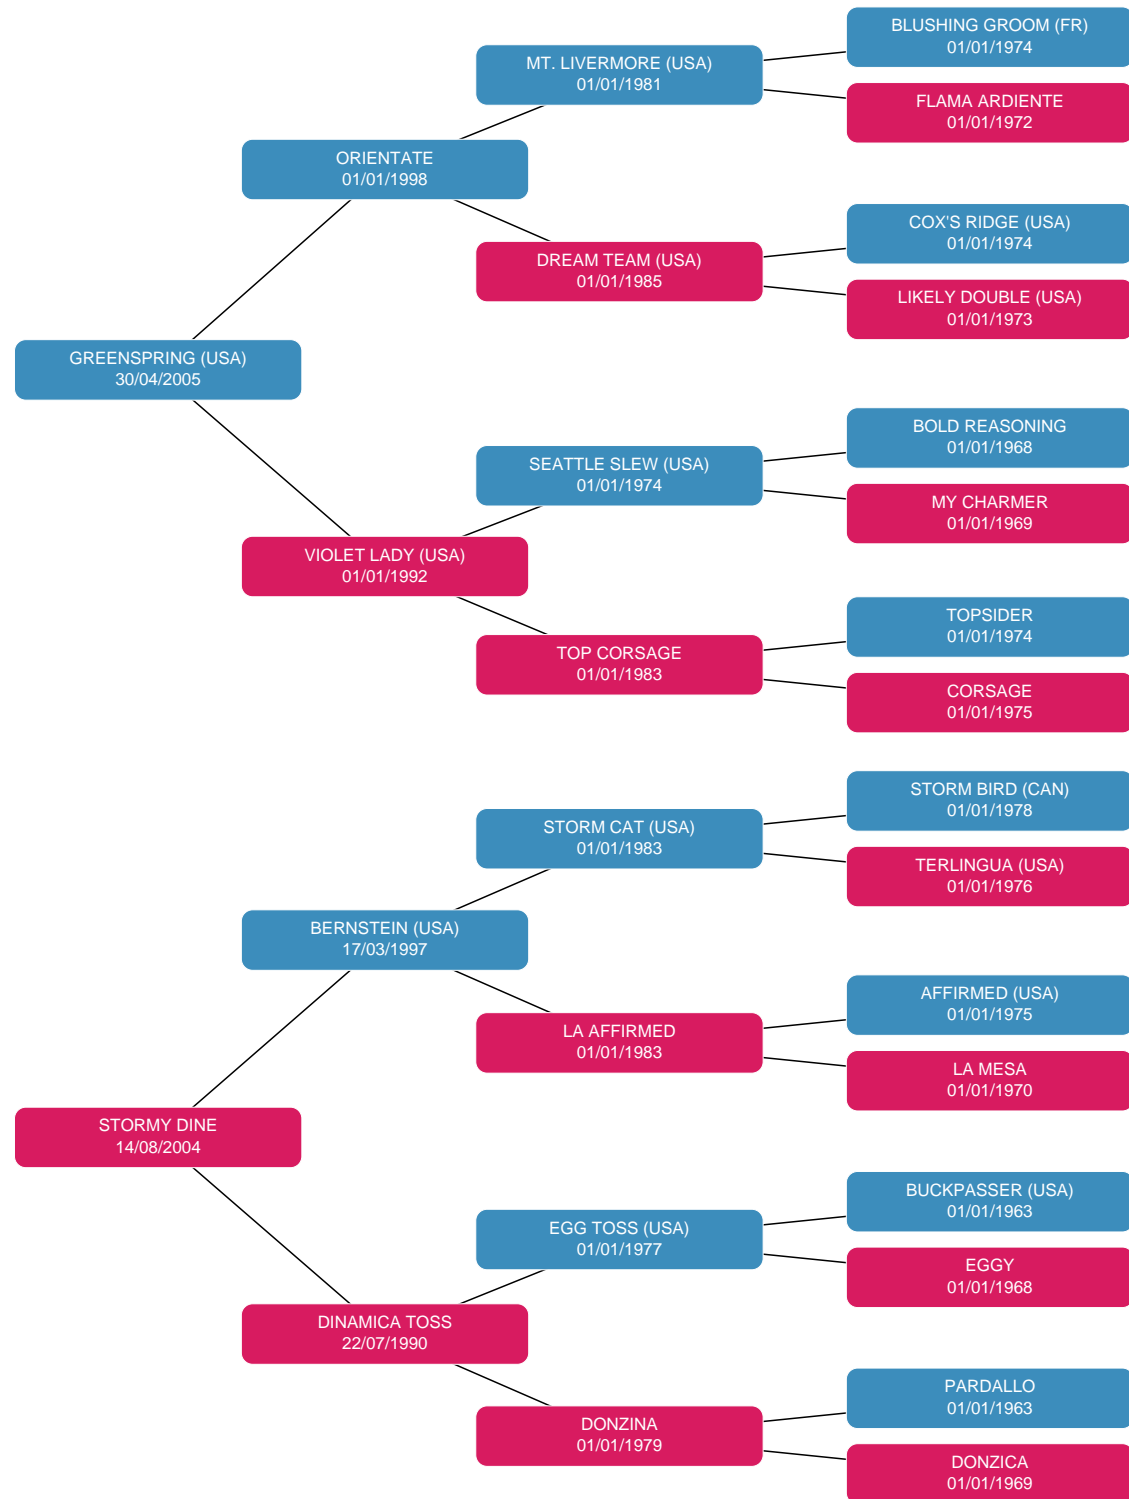 BLUSHING GROOM (FR)
01/01/1974
MT. LIVERMORE (USA)
01/01/1981
FLAMA ARDIENTE
01/01/1972
ORIENTATE
01/01/1998
COX'S RIDGE (USA)
01/01/1974
DREAM TEAM (USA)
01/01/1985
LIKELY DOUBLE (USA)
01/01/1973
GREENSPRING (USA)
30/04/2005
BOLD REASONING
01/01/1968
SEATTLE SLEW (USA)
01/01/1974
MY CHARMER
01/01/1969
VIOLET LADY (USA)
01/01/1992
TOPSIDER
01/01/1974
TOP CORSAGE
01/01/1983
CORSAGE
01/01/1975
STORM BIRD (CAN)
01/01/1978
STORM CAT (USA)
01/01/1983
TERLINGUA (USA)
01/01/1976
BERNSTEIN (USA)
17/03/1997
AFFIRMED (USA)
01/01/1975
LA AFFIRMED
01/01/1983
LA MESA
01/01/1970
STORMY DINE
14/08/2004
BUCKPASSER (USA)
01/01/1963
EGG TOSS (USA)
01/01/1977
EGGY
01/01/1968
DINAMICA TOSS
22/07/1990
PARDALLO
01/01/1963
DONZINA
01/01/1979
DONZICA
01/01/1969